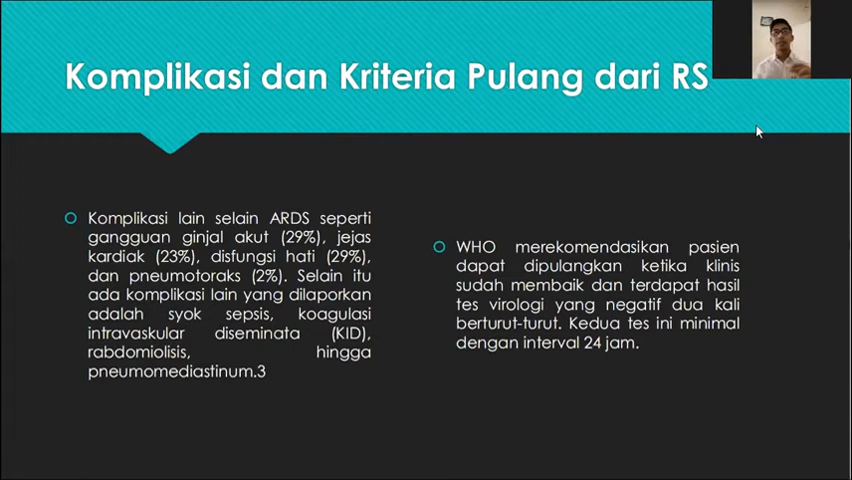 Komplikasi dan Kriteria Pulang dari RS
Komplikasi lain selain ARDS seperti
gangguan ginjal akut (29%), jejas
kardiak (23%), disfungsi hati (29%),
dan pneumotoraks (2%). Selain itu
ada komplikasi lain yang dilaporkan
adalah syok sepsis, koagulasi
intravaskular diseminata (KID),
rabdomiolisis, hingga
pneumomediastinum.3
WHO merekomendasikan pasien
dapat dipulangkan ketika klinis
sudah membaik dan terdapat hasil
tes virologi yang negatif dua kali
berturut-turut. Kedua tes ini minimal
dengan interval 24 jam.